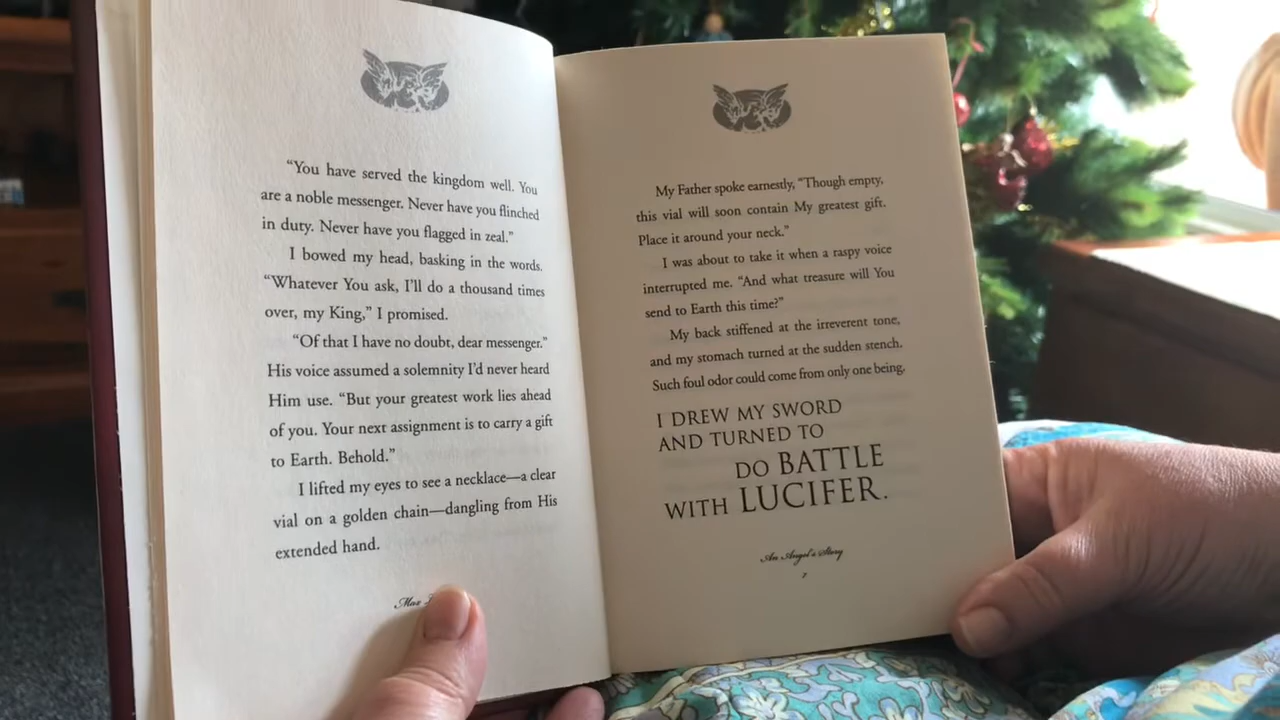 “You have served the kingdom well. You
are a noble messenger. Never have you flinched
in duty. Never have you flagged in zeal.”
I bowed my head, basking in the words.
“Whatever You ask, I’ll do a thousand times
over, my King,” I promised.
“Of that I have no doubt, dear messenger.”
His voice assumed a solemnity I’d never heard
Him use. “But your greatest work lies ahead
of you. Your next assignment is to carry a gift
to Earth. Behold.”
I lifted my eyes to see a necklace—a clear
vial on a golden chain—dangling from His
extended hand.
Max
My Father spoke earnestly, “Though empty,
this vial will soon contain My greatest gift.
Place it around your neck.”
I was about to take it when a raspy voice
interrupted me. “And what treasure will You
send to Earth this time?”
My back stiffened at the irreverent tone,
and my stomach turned at the sudden stench.
Such foul odor could come from only one being.
I DREW MY SWORD
AND TURNED TO
DO BATTLE
WITH LUCIFER.
An Angel’s Story
7